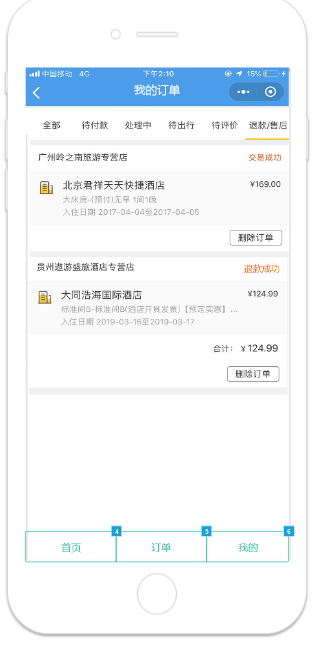 中国移动 4G 下午2:10 15%
我的订单
全部 待付款 处理中 待出行 待评价 退款/售后
广州岭之南旅游专营店 交易成功
北京君祥天天快捷酒店 ¥169.00
大床房-(预付)无早 1间1晚
入住日期 2017-04-04至2017-04-05
删除订单
贵州遨游盛旅酒店专营店 退款成功
大同浩海国际酒店 ¥124.99
标准间B-标准间B(酒店开具发票)【预定实惠】...
入住日期 2019-03-16至2019-03-17
合计: ¥124.99
删除订单
4 5 6
首页 订单 我的